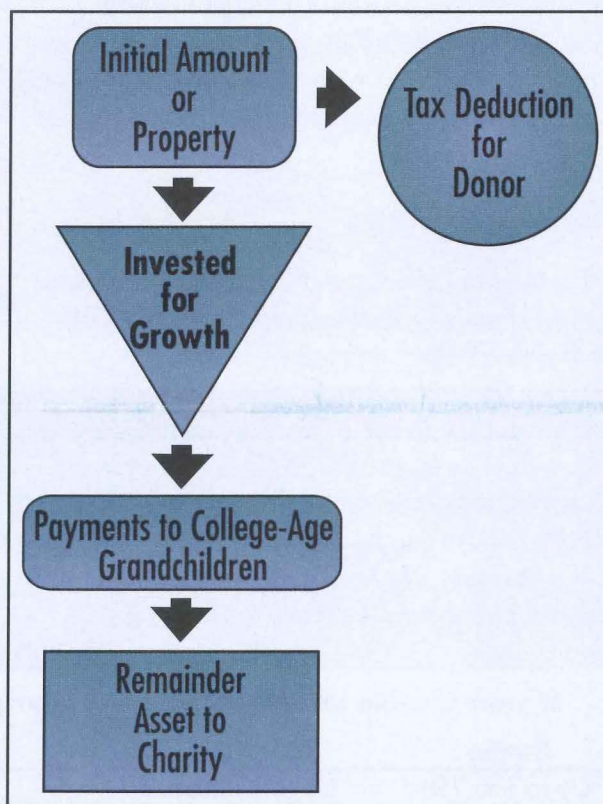 Initial Amount
or
Property
Tax Deduction
for
Donor
Invested
for
Growth
Payments to College-Age
Grandchildren
Remainder
Asset to
Charity